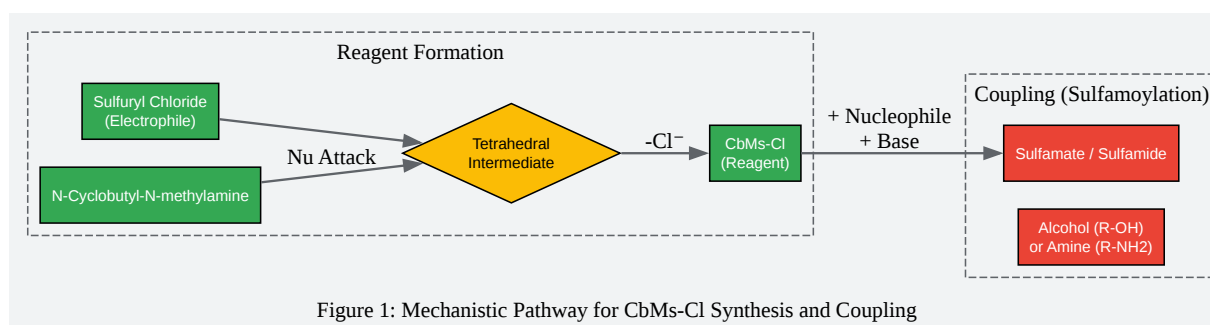 Reagent Formation
Sulfuryl Chloride
(Electrophile)
Nu Attack
N-Cyclobutyl-N-methylamine
Tetrahedral
Intermediate
-Cl⁻
CbMs-Cl
(Reagent)
+ Nucleophile
+ Base
Coupling (Sulfamoylation)
Sulfamate / Sulfamide
Alcohol (R-OH)
or Amine (R-NH2)
Figure 1: Mechanistic Pathway for CbMs-Cl Synthesis and Coupling